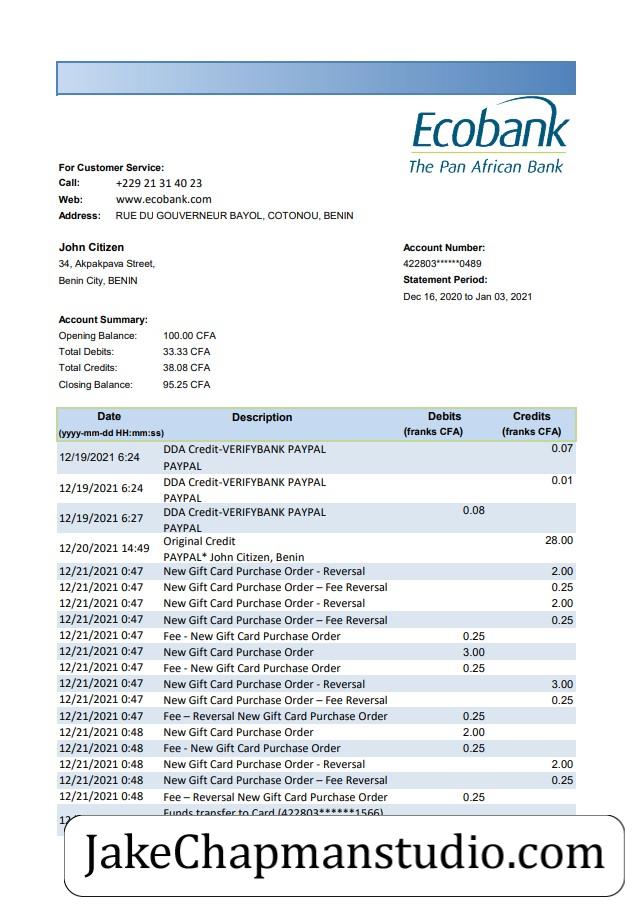 Ecobank
The Pan African Bank
For Customer Service:
Call: +229 21 31 40 23
Web: www.ecobank.com
Address: RUE DU GOUVERNEUR BAYOL, COTONOU, BENIN
John Citizen
34, Akpakpava Street,
Benin City, BENIN
Account Number:
422803******0489
Statement Period:
Dec 16, 2020 to Jan 03, 2021
Account Summary:
Opening Balance: 100.00 CFA
Total Debits: 33.33 CFA
Total Credits: 38.08 CFA
Closing Balance: 95.25 CFA
Date Description Debits Credits
(yyyy-mm-dd HH:mm:ss) (franks CFA) (franks CFA)
12/19/2021 6:24 DDA Credit-VERIFYBANK PAYPAL 0.07
PAYPAL
12/19/2021 6:24 DDA Credit-VERIFYBANK PAYPAL 0.01
PAYPAL
12/19/2021 6:27 DDA Credit-VERIFYBANK PAYPAL 0.08
PAYPAL
12/20/2021 14:49 Original Credit 28.00
PAYPAL* John Citizen, Benin
12/21/2021 0:47 New Gift Card Purchase Order - Reversal 2.00
12/21/2021 0:47 New Gift Card Purchase Order – Fee Reversal 0.25
12/21/2021 0:47 New Gift Card Purchase Order - Reversal 2.00
12/21/2021 0:47 New Gift Card Purchase Order – Fee Reversal 0.25
12/21/2021 0:47 Fee - New Gift Card Purchase Order 0.25
12/21/2021 0:47 New Gift Card Purchase Order 3.00
12/21/2021 0:47 Fee - New Gift Card Purchase Order 0.25
12/21/2021 0:47 New Gift Card Purchase Order - Reversal 3.00
12/21/2021 0:47 New Gift Card Purchase Order – Fee Reversal 0.25
12/21/2021 0:47 Fee – Reversal New Gift Card Purchase Order 0.25
12/21/2021 0:48 New Gift Card Purchase Order 2.00
12/21/2021 0:48 Fee - New Gift Card Purchase Order 0.25
12/21/2021 0:48 New Gift Card Purchase Order - Reversal 2.00
12/21/2021 0:48 New Gift Card Purchase Order – Fee Reversal 0.25
12/21/2021 0:48 Fee – Reversal New Gift Card Purchase Order 0.25
Funds transfer to Card (422803******1566)
JakeChapmanstudio.com